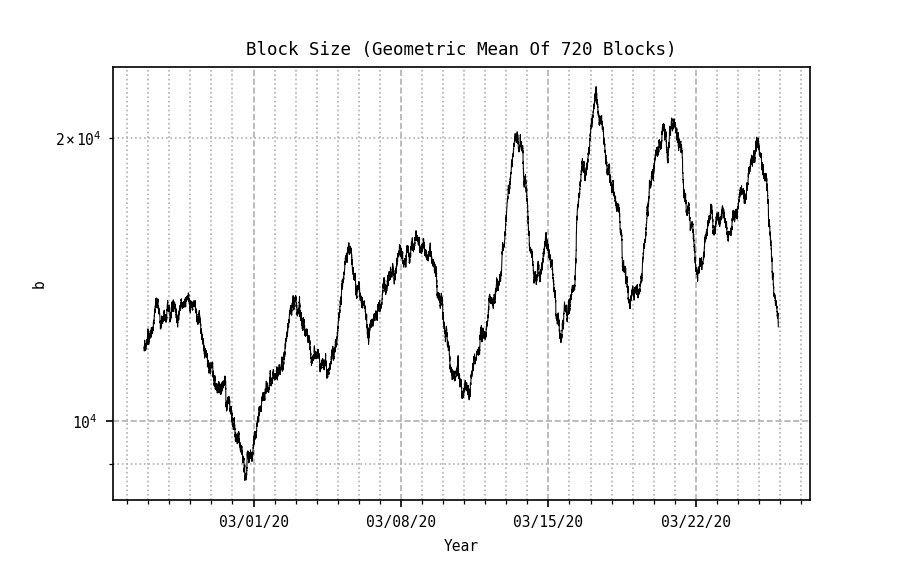 Block Size (Geometric Mean Of 720 Blocks)
2×10⁴
b
10⁴
03/01/20 03/08/20 03/15/20 03/22/20
Year